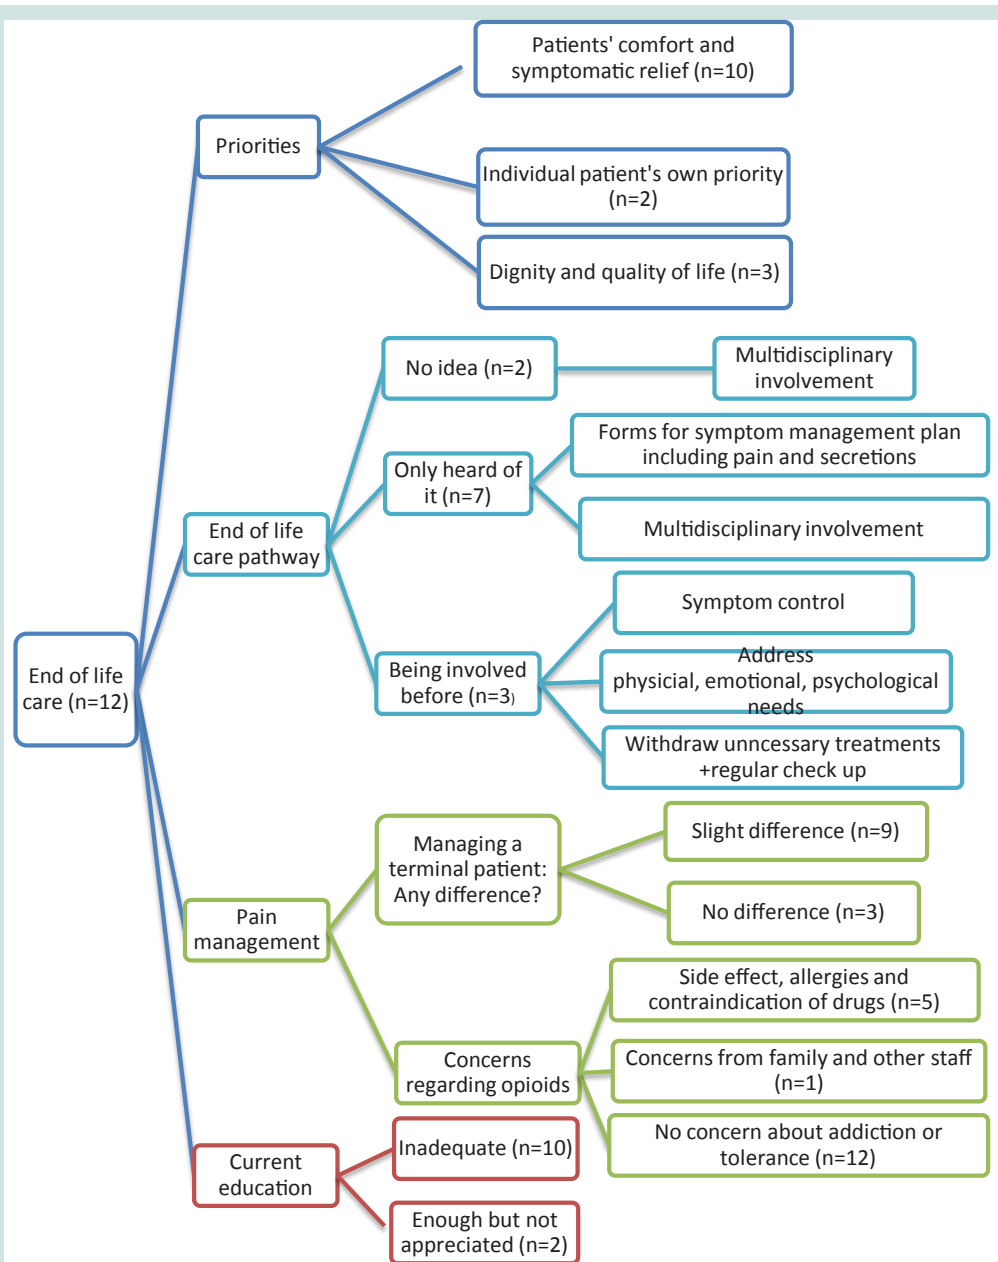 Patients' comfort and
symptomatic relief (n=10)
Priorities
Individual patient's own priority
(n=2)
Dignity and quality of life (n=3)
No idea (n=2)
Multidisciplinary
involvement
Forms for symptom management plan
including pain and secretions
Only heard of
it (n=7)
Multidisciplinary involvement
End of life
care pathway
Symptom control
Being involved
before (n=3)
Address
physicial, emotional, psychological
needs
Withdraw unncessary treatments
+regular check up
End of life
care (n=12)
Managing a
terminal patient:
Any difference?
Slight difference (n=9)
No difference (n=3)
Pain
management
Side effect, allergies and
contraindication of drugs (n=5)
Concerns
regarding opioids
Concerns from family and other staff
(n=1)
No concern about addiction or
tolerance (n=12)
Current
education
Inadequate (n=10)
Enough but not
appreciated (n=2)